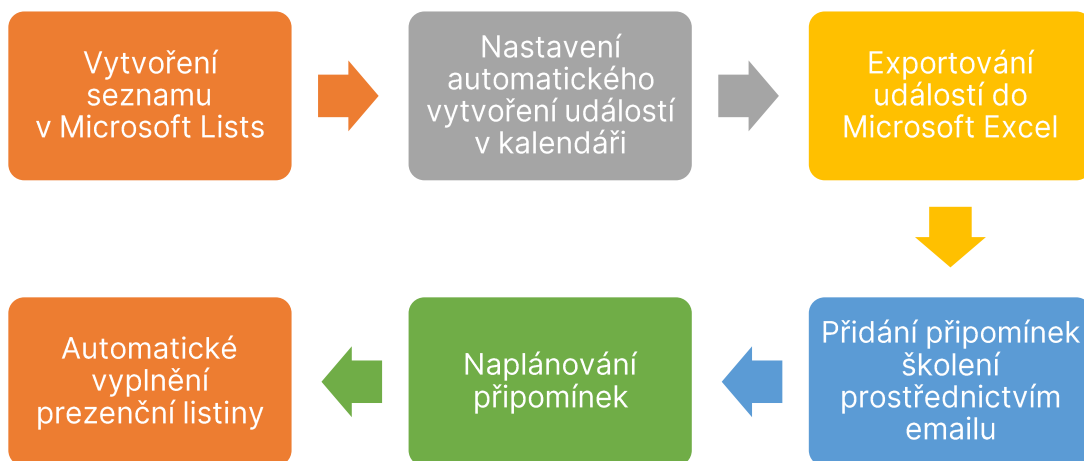 Vytvoření
seznamu
v Microsoft Lists
Nastavení
automatického
vytvoření událostí
v kalendáři
Exportování
událostí do
Microsoft Excel
Přidání připomínek
školení
prostřednictvím
emailu
Naplánování
připomínek
Automatické
vyplnění
prezenční listiny